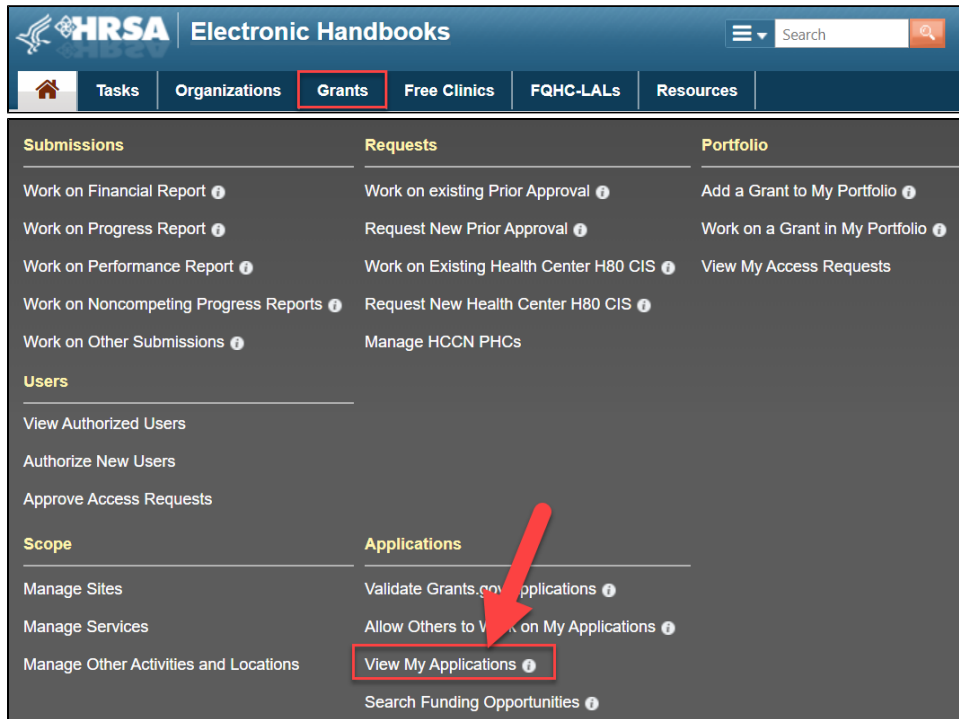 HRSA Electronic Handbooks
Search
Tasks Organizations Grants Free Clinics FQHC-LALs Resources
Submissions
Work on Financial Report
Work on Progress Report
Work on Performance Report
Work on Noncompeting Progress Reports
Work on Other Submissions
Users
View Authorized Users
Authorize New Users
Approve Access Requests
Scope
Manage Sites
Manage Services
Manage Other Activities and Locations
Requests
Work on existing Prior Approval
Request New Prior Approval
Work on Existing Health Center H80 CIS
Request New Health Center H80 CIS
Manage HCCN PHCs
Applications
Validate Grants.gov Applications
Allow Others to Work on My Applications
View My Applications
Search Funding Opportunities
Portfolio
Add a Grant to My Portfolio
Work on a Grant in My Portfolio
View My Access Requests